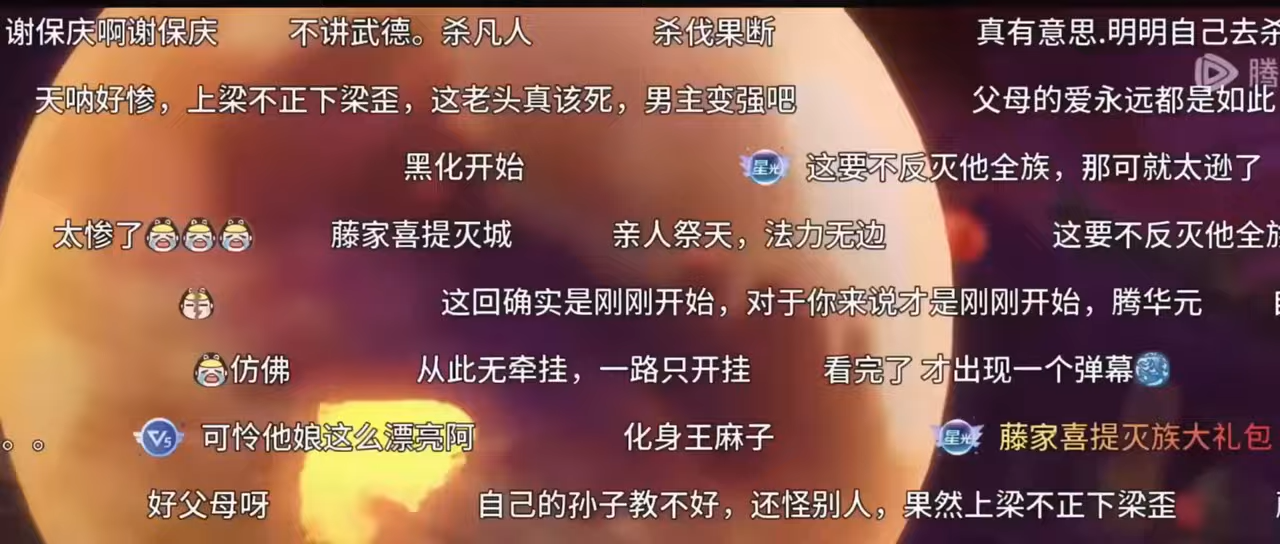 谢保庆啊谢保庆 不讲武德。杀凡人 杀伐果断 真有意思.明明自己去杀
腾
天呐好惨，上梁不正下梁歪，这老头真该死，男主变强吧 父母的爱永远都是如此
黑化开始 星光 这要不反灭他全族，那可就太逊了
太惨了 藤家喜提灭城 亲人祭天，法力无边 这要不反灭他全族
这回确实是刚刚开始，对于你来说才是刚刚开始，腾华元
仿佛 从此无牵挂，一路只开挂 看完了 才出现一个弹幕
。。 V5 可怜他娘这么漂亮阿 化身王麻子 星光 藤家喜提灭族大礼包
好父母呀 自己的孙子教不好，还怪别人，果然上梁不正下梁歪